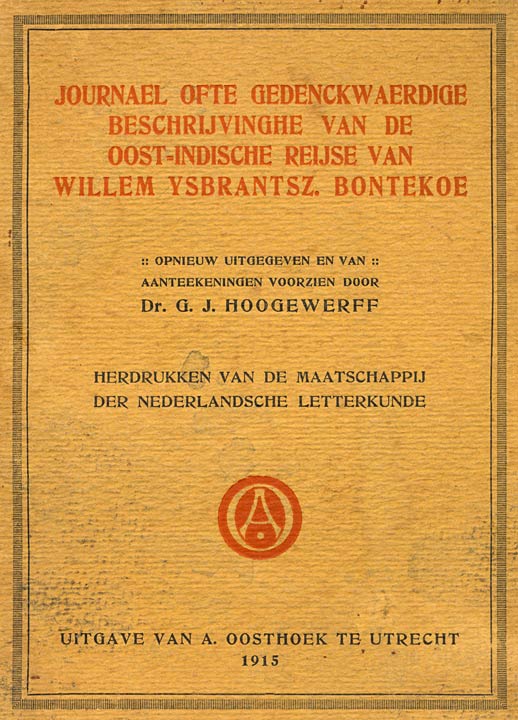 JOURNAEL OFTE GEDENCKWAERDIGE
BESCHRIJVINGHE VAN DE
OOST-INDISCHE REIJSE VAN
WILLEM YSBRANTSZ. BONTEKOE
:: OPNIEUW UITGEGEVEN EN VAN ::
AANTEEKENINGEN VOORZIEN DOOR
Dr. G. J. HOOGEWERFF
HERDRUKKEN VAN DE MAATSCHAPPIJ
DER NEDERLANDSCHE LETTERKUNDE
UITGAVE VAN A. OOSTHOEK TE UTRECHT
1915